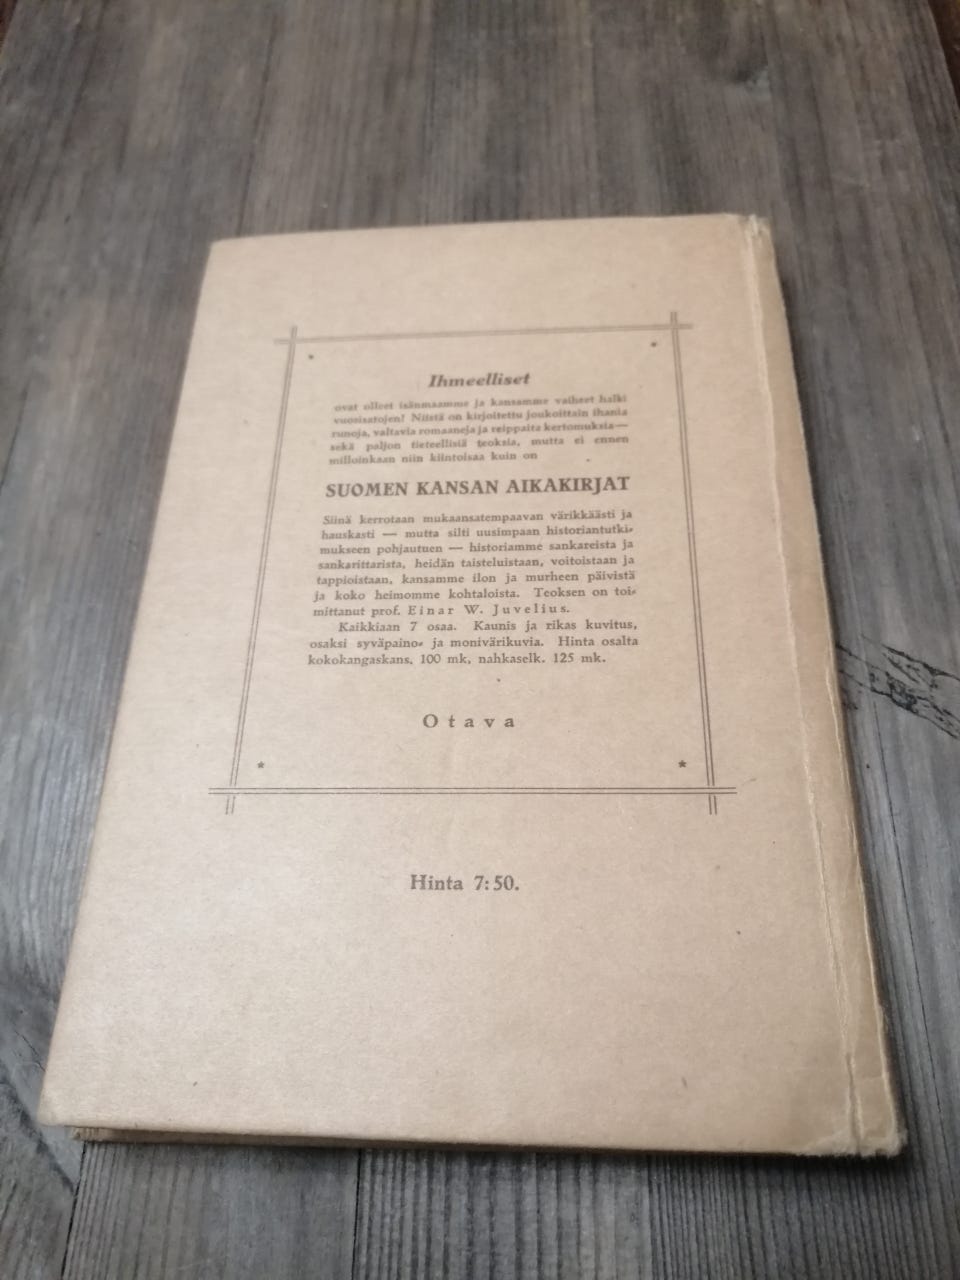 Ihmeelliset
ovat olleet isänmaamme ja kansamme vaiheet halki
vuosisatojen! Niistä on kirjoitettu joukoittain ihania
runoja, valtavia romaaneja ja reippaita kertomuksia—
sekä paljon tieteellisiä teoksia, mutta ei ennen
milloinkaan niin kiintoisaa kuin on
SUOMEN KANSAN AIKAKIRJAT
Siinä kerrotaan mukaansatempaavan värikkäästi ja
hauskasti — mutta silti uusimpaan historiantutki-
mukseen pohjautuen — historiamme sankareista ja
sankarittarista, heidän taisteluistaan, voitoistaan ja
tappioistaan, kansamme ilon ja murheen päivistä
ja koko heimomme kohtaloista. Teoksen on toi-
mittanut prof. Einar W. Juvelius.
Kaikkiaan 7 osaa. Kaunis ja rikas kuvitus,
osaksi syväpaino- ja monivärikuvia. Hinta osalta
kokokangaskans. 100 mk, nahkaselk. 125 mk.
Otava
Hinta 7:50.